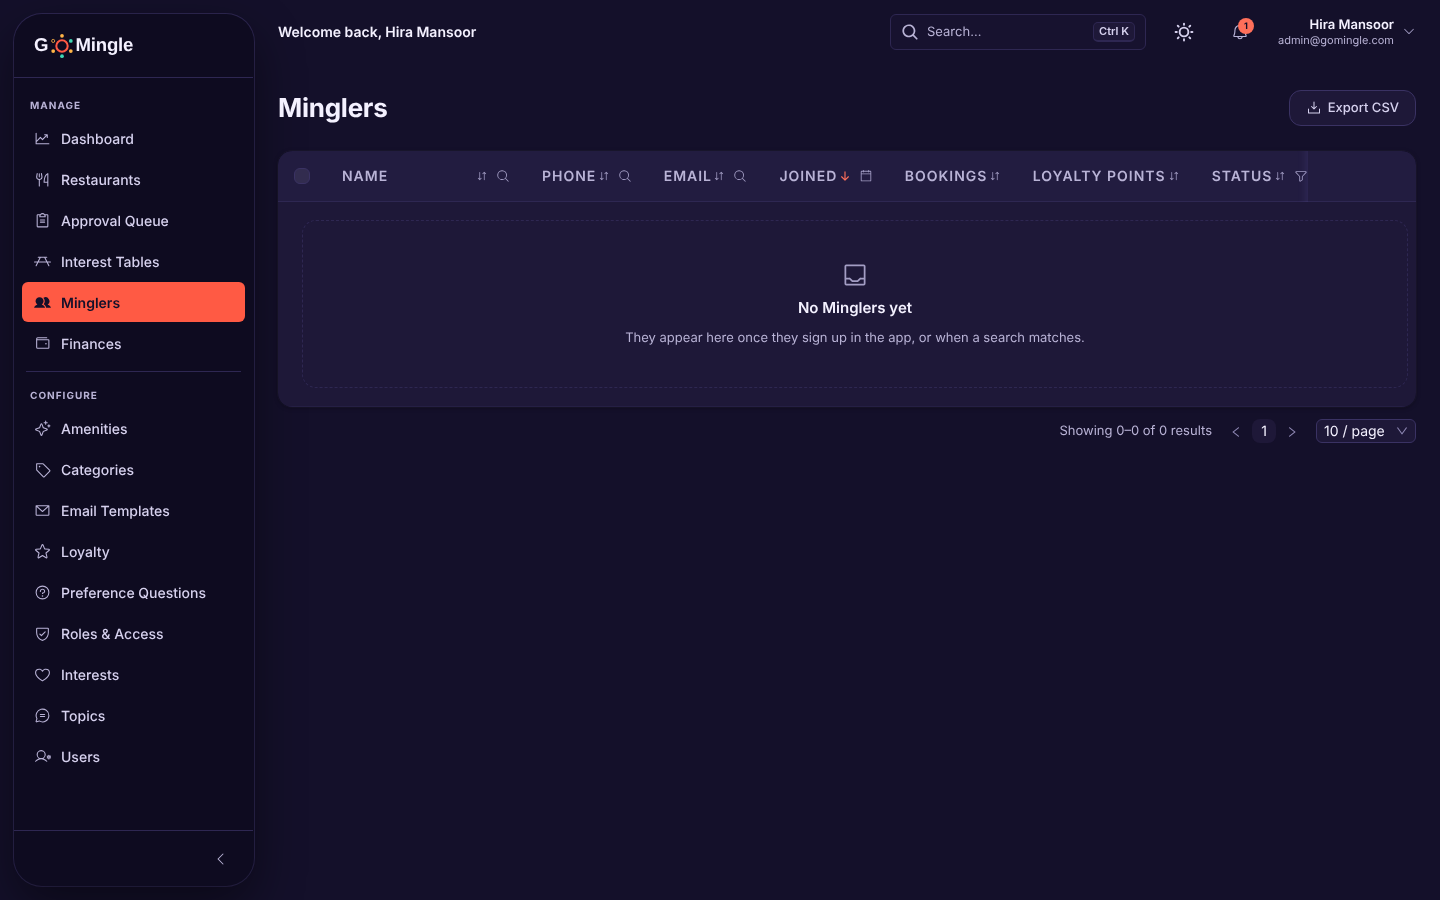 GoMingle
Welcome back, Hira Mansoor
Search...
Ctrl K
1
Hira Mansoor
admin@gomingle.com
MANAGE
Dashboard
Restaurants
Approval Queue
Interest Tables
Minglers
Finances
CONFIGURE
Amenities
Categories
Email Templates
Loyalty
Preference Questions
Roles & Access
Interests
Topics
Users
Minglers
Export CSV
NAME PHONE EMAIL JOINED BOOKINGS LOYALTY POINTS STATUS
No Minglers yet
They appear here once they sign up in the app, or when a search matches.
Showing 0–0 of 0 results 1 10 / page